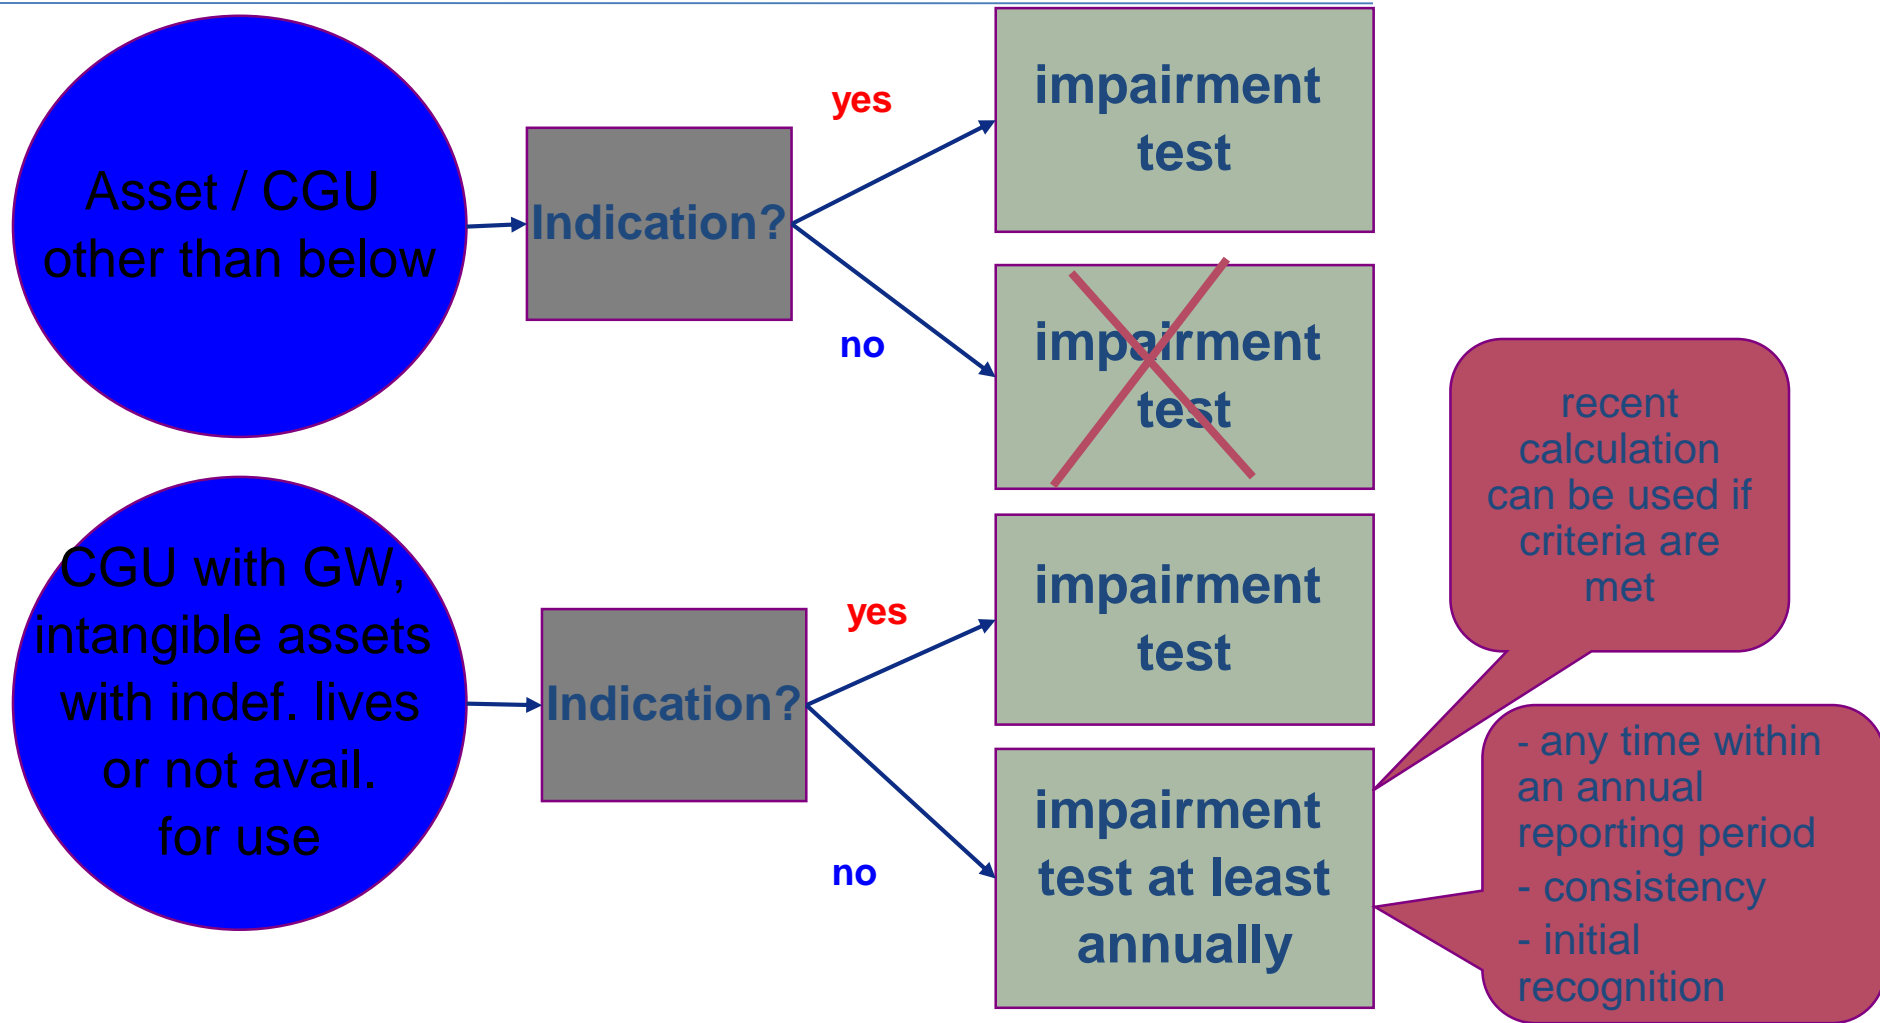 Asset / CGU
other than below
Indication?
yes
impairment
test
no
impairment
test
CGU with GW,
intangible assets
with indef. lives
or not avail.
for use
Indication?
yes
impairment
test
no
impairment
test at least
annually
recent
calculation
can be used if
criteria are
met
- any time within
an annual
reporting period
- consistency
- initial
recognition